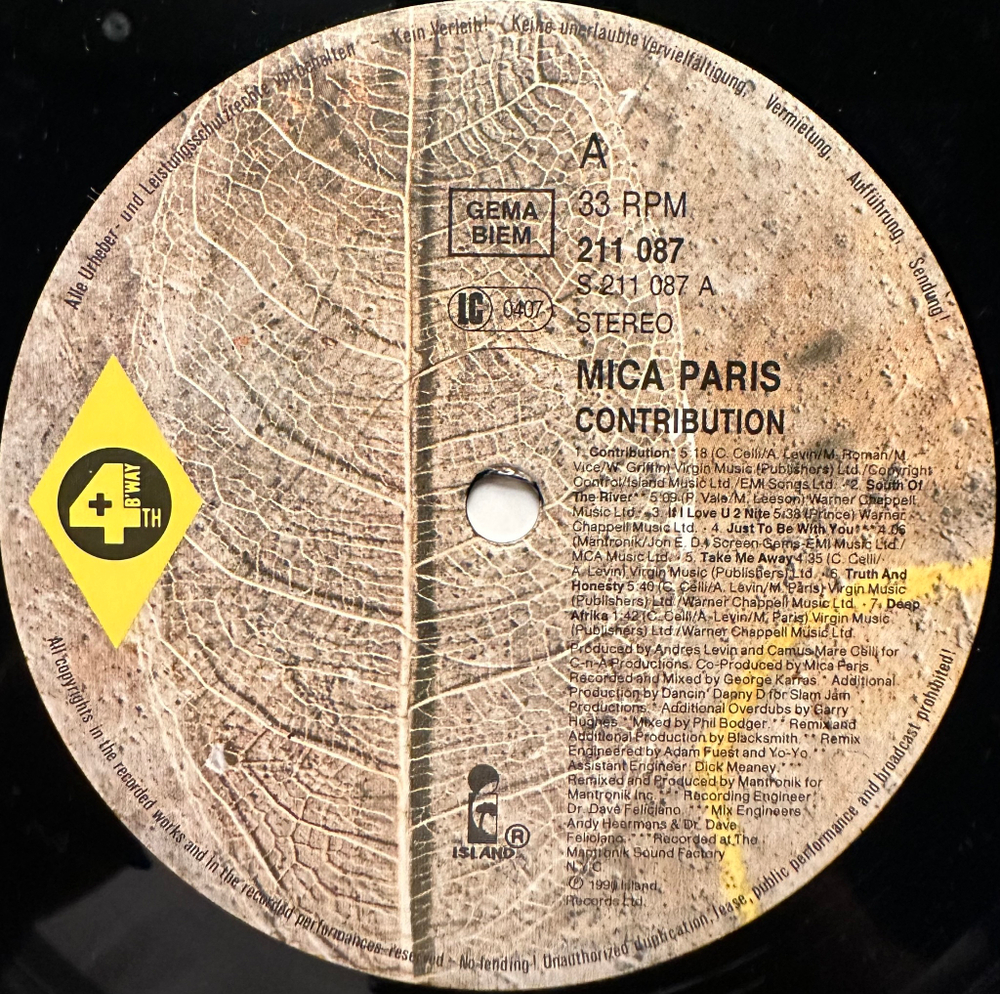 Alle Urheber- und Leistungsschutzrechte vorbehalten - Kein Verleih! Keine unerlaubte Vervielfältigung, Vermietung, Aufführung, Sendung!
A
GEMA
BIEM
33 RPM
211 087
S 211 087 A
LC 0407
STEREO
MICA PARIS
CONTRIBUTION
1. Contribution* 5:18 (C. Celli/A. Levin/M. Roman/M.
Vice/W. Griffin) Virgin Music (Publishers) Ltd./Copyright
Control/Island Music Ltd./EMI Songs Ltd. · 2. South Of
The River** (P. Vale/M. Leeson) Warner Chappell
Music Ltd. · 3. If I Love U 2 Nite 5:38 (Prince) Warner
Chappell Music Ltd. · 4. Just To Be With You*** 4:06
(Mantronik/Jon E. D.) Screen-Gems-EMI Music Ltd./
MCA Music Ltd. · 5. Take Me Away 4:35 (C. Celli/
A. Levin) Virgin Music (Publishers) Ltd. · 6. Truth And
Honesty 5:40 (C. Celli/A. Levin/M. Paris) Virgin Music
(Publishers) Ltd./Warner Chappell Music Ltd. · 7. Deep
Afrika 1:42 (C. Celli/A. Levin/M. Paris) Virgin Music
(Publishers) Ltd./Warner Chappell Music Ltd.
Produced by Andres Levin and Camus Mare Celli for
C-n-A Productions. Co-Produced by Mica Paris.
Recorded and Mixed by George Karras. * Additional
Production by Dancin' Danny D for Slam Jam
Productions. * Additional Overdubs by Garry
Hughes. * Mixed by Phil Bodger. ** Remix and
Additional Production by Blacksmith. ** Remix
Engineered by Adam Fuest and Yo-Yo. **
Assistant Engineer: Dick Meaney. ***
Remixed and Produced by Mantronik for
Mantronik Inc. *** Recording Engineer:
Dr. Dave Feliciano. *** Mix Engineers:
Andy Heermans & Dr. Dave
Feliciano. *** Recorded at The
Mantronik Sound Factory
N.Y.C.
℗ 1990 Island
Records Ltd.
4+ B'WAY TH
ISLAND ®
All copyrights in the recorded works and in the recorded performances reserved - No lending! Unauthorized duplication, lease, public performance and broadcast prohibited!